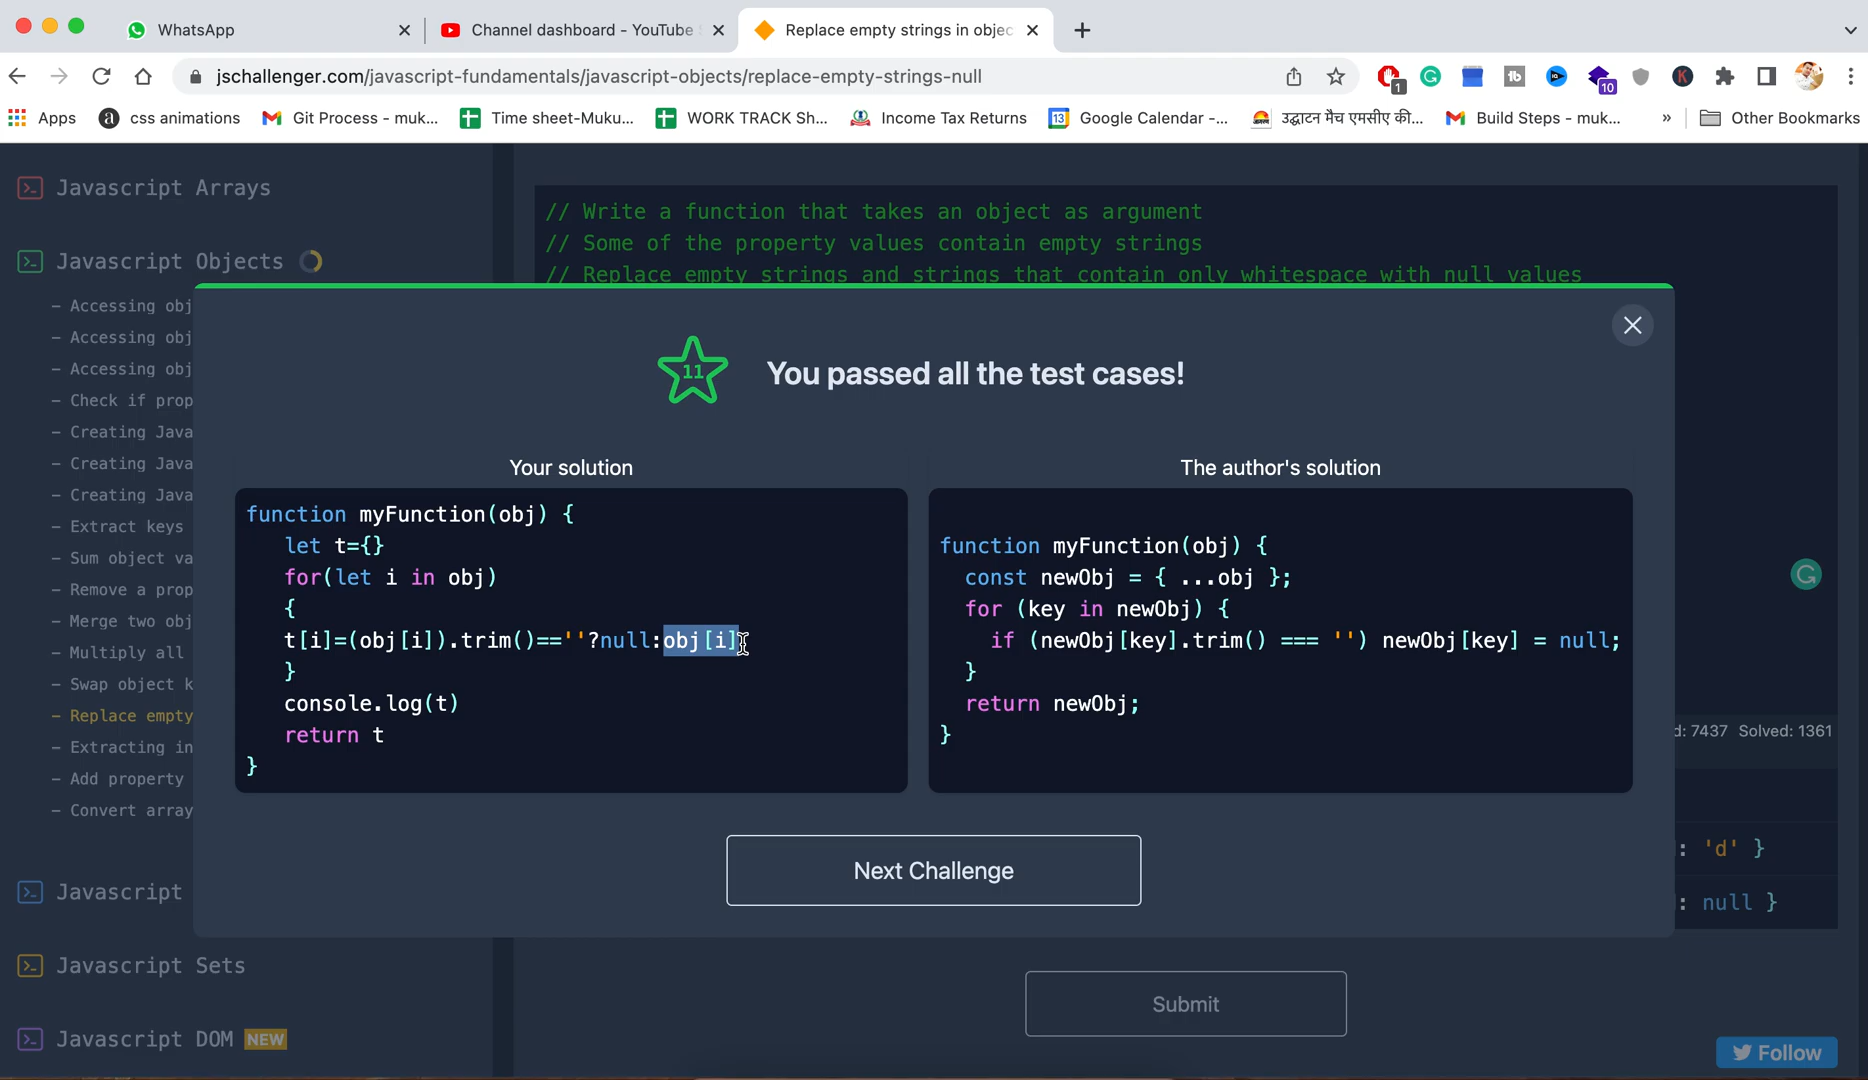 WhatsApp
Channel dashboard - YouTube
Replace empty strings in objec
jschallenger.com/javascript-fundamentals/javascript-objects/replace-empty-strings-null
1
10
Apps
css animations
Git Process - muk...
Time sheet-Muku...
WORK TRACK Sh...
Income Tax Returns
Google Calendar -...
उद्घाटन मैच एमसीए की...
Build Steps - muk...
»
Other Bookmarks
Javascript Arrays
Javascript Objects
– Accessing obj
– Accessing obj
– Accessing obj
– Check if prop
– Creating Java
– Creating Java
– Creating Java
– Extract keys
– Sum object va
– Remove a prop
– Merge two obj
– Multiply all
– Swap object k
– Replace empty
– Extracting in
– Add property
– Convert array
Javascript
Javascript Sets
Javascript DOM NEW
// Write a function that takes an object as argument
// Some of the property values contain empty strings
// Replace empty strings and strings that contain only whitespace with null values
11
You passed all the test cases!
Your solution
function myFunction(obj) {
let t={}
for(let i in obj)
{
t[i]=(obj[i]).trim()==''?null:obj[i]
}
console.log(t)
return t
}
The author's solution
function myFunction(obj) {
const newObj = { ...obj };
for (key in newObj) {
if (newObj[key].trim() === '') newObj[key] = null;
}
return newObj;
}
Next Challenge
d: 7437 Solved: 1361
: 'd' }
: null }
Submit
Follow